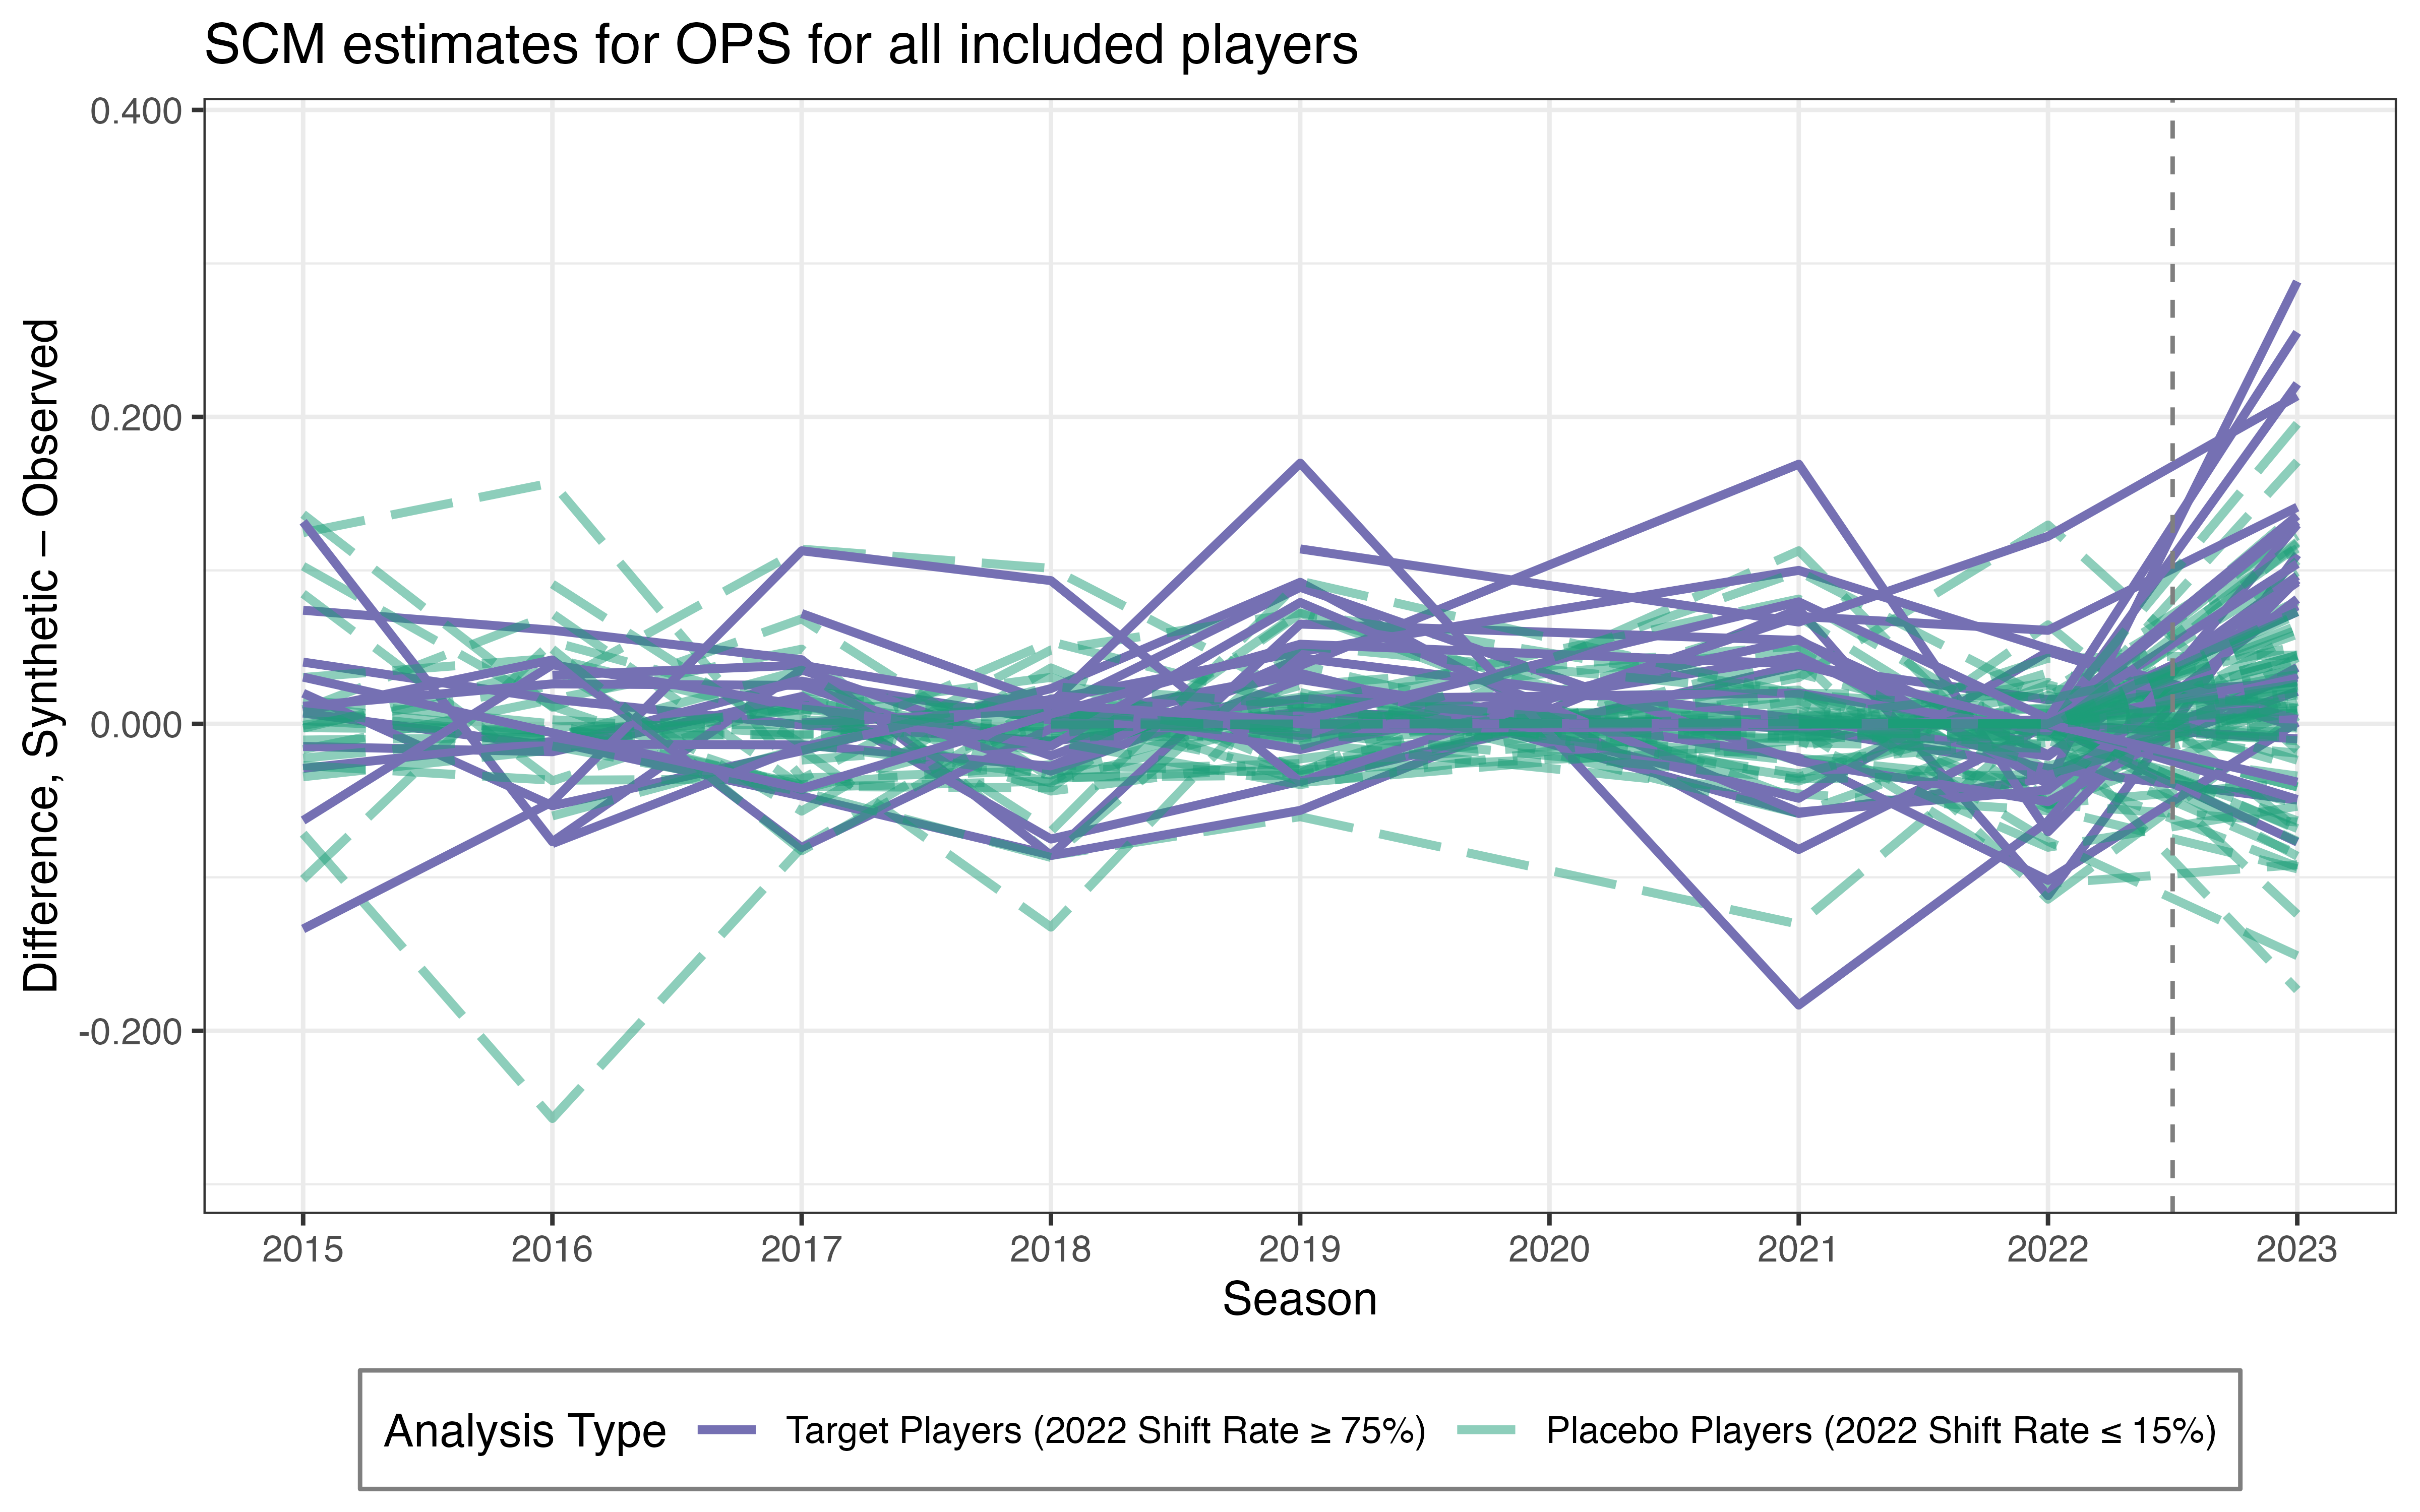 SCM estimates for OPS for all included players
Difference, Synthetic – Observed
0.400
0.200
0.000
-0.200
2015 2016 2017 2018 2019 2020 2021 2022 2023
Season
Analysis Type Target Players (2022 Shift Rate ≥ 75%) Placebo Players (2022 Shift Rate ≤ 15%)